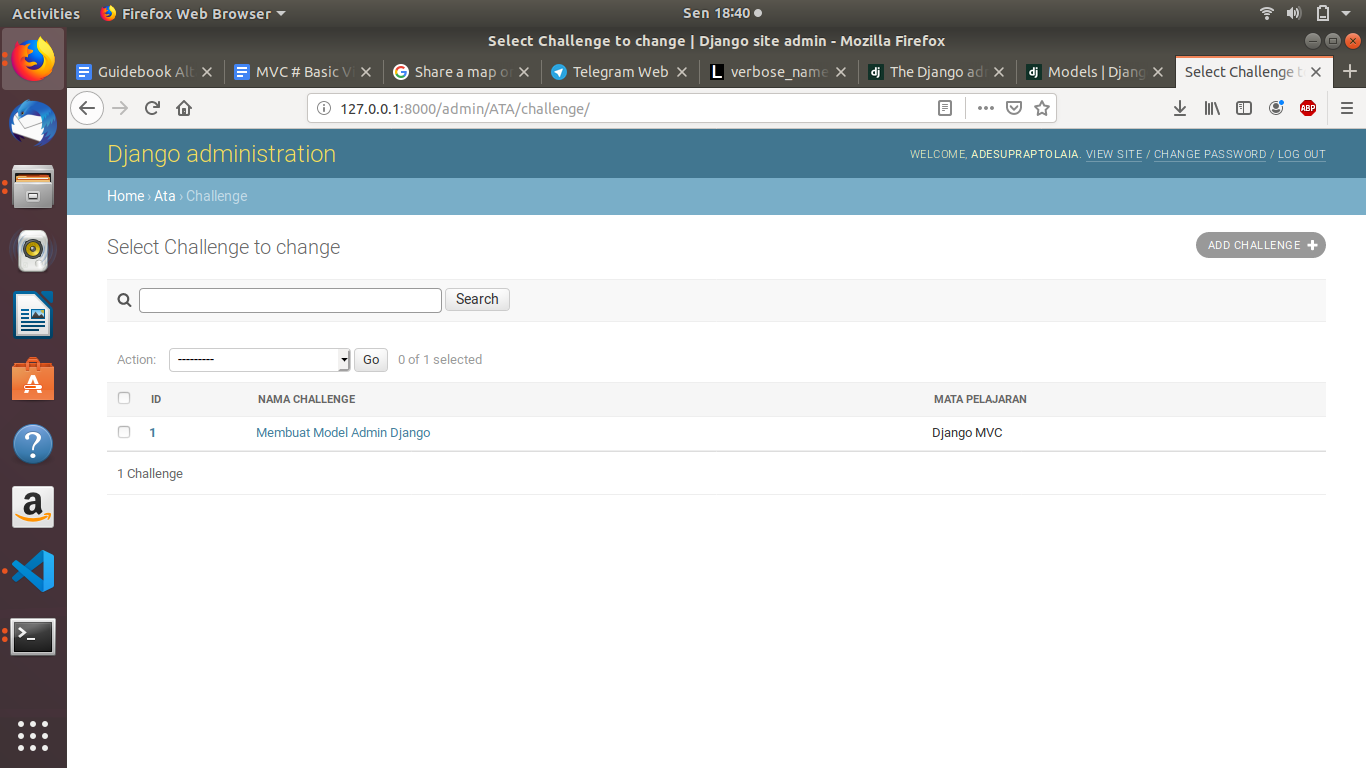 Activities Firefox Web Browser Sen 18:40
Select Challenge to change | Django site admin - Mozilla Firefox
Guidebook Alt MVC # Basic V Share a map or Telegram Web L verbose_name dj The Django ad dj Models | Djang Select Challenge t
127.0.0.1:8000/admin/ATA/challenge/ ABP
Django administration WELCOME, ADESUPRAPTOLAIA. VIEW SITE / CHANGE PASSWORD / LOG OUT
Home › Ata › Challenge
Select Challenge to change ADD CHALLENGE +
Search
Action: --------- Go 0 of 1 selected
ID NAMA CHALLENGE MATA PELAJARAN
1 Membuat Model Admin Django Django MVC
1 Challenge